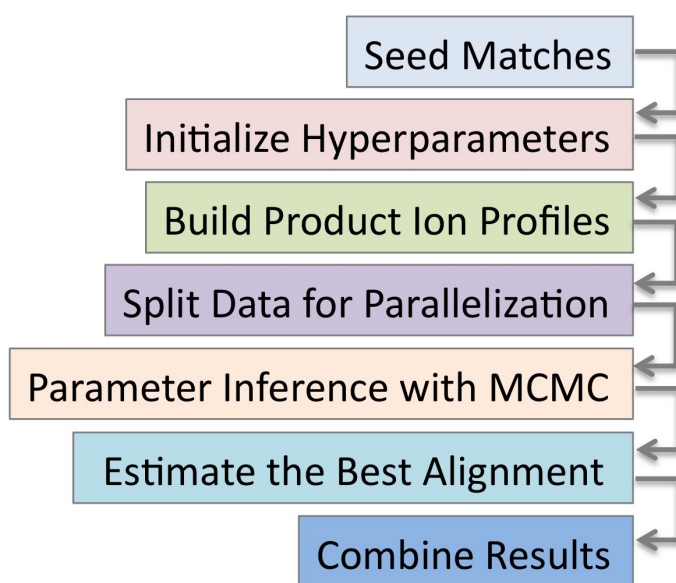 Seed Matches
Initialize Hyperparameters
Build Product Ion Profiles
Split Data for Parallelization
Parameter Inference with MCMC
Estimate the Best Alignment
Combine Results